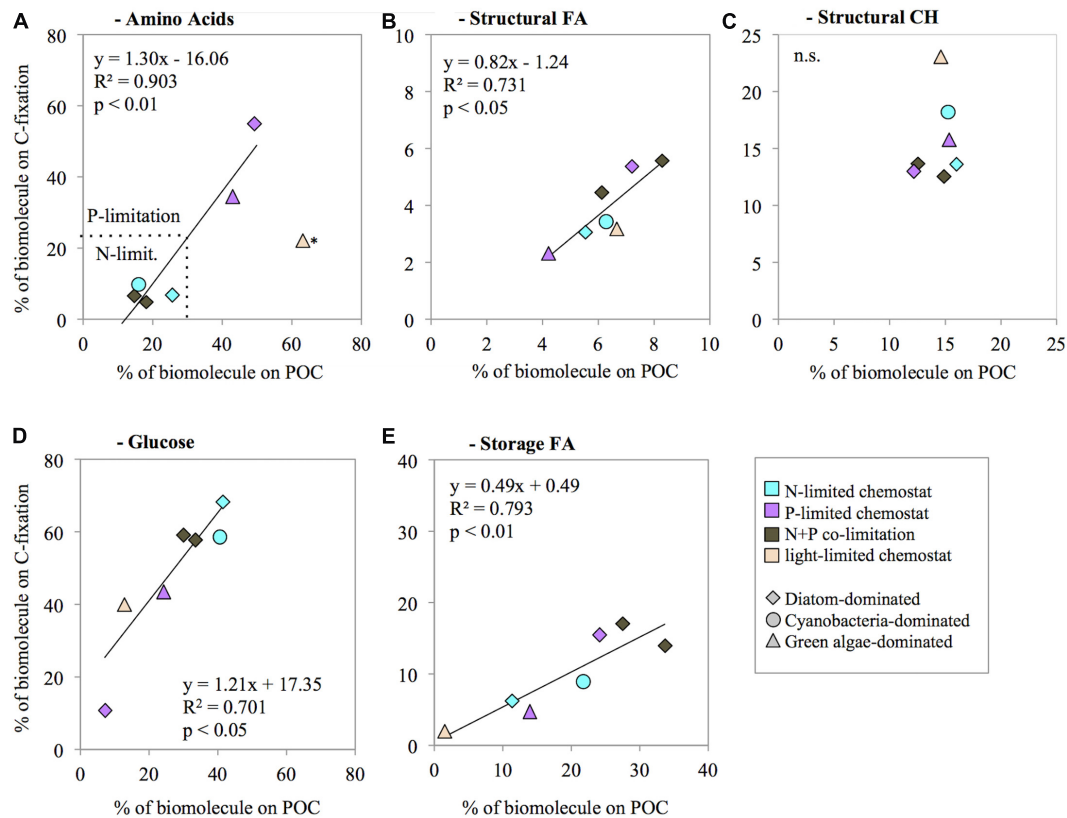 A - Amino Acids
80
60
40
20
0
y = 1.30x - 16.06
R² = 0.903
p < 0.01
P-limitation
N-limit.
*
0 20 40 60 80
% of biomolecule on POC
% of biomolecule on C-fixation
B - Structural FA
10
8
6
4
2
0
y = 0.82x - 1.24
R² = 0.731
p < 0.05
0 2 4 6 8 10
% of biomolecule on POC
C - Structural CH
25
20
15
10
5
0
n.s.
0 5 10 15 20 25
% of biomolecule on POC
D - Glucose
80
60
40
20
0
y = 1.21x + 17.35
R² = 0.701
p < 0.05
0 20 40 60 80
% of biomolecule on POC
% of biomolecule on C-fixation
E - Storage FA
40
30
20
10
0
y = 0.49x + 0.49
R² = 0.793
p < 0.01
0 10 20 30 40
% of biomolecule on POC
N-limited chemostat
P-limited chemostat
N+P co-limitation
light-limited chemostat
Diatom-dominated
Cyanobacteria-dominated
Green algae-dominated